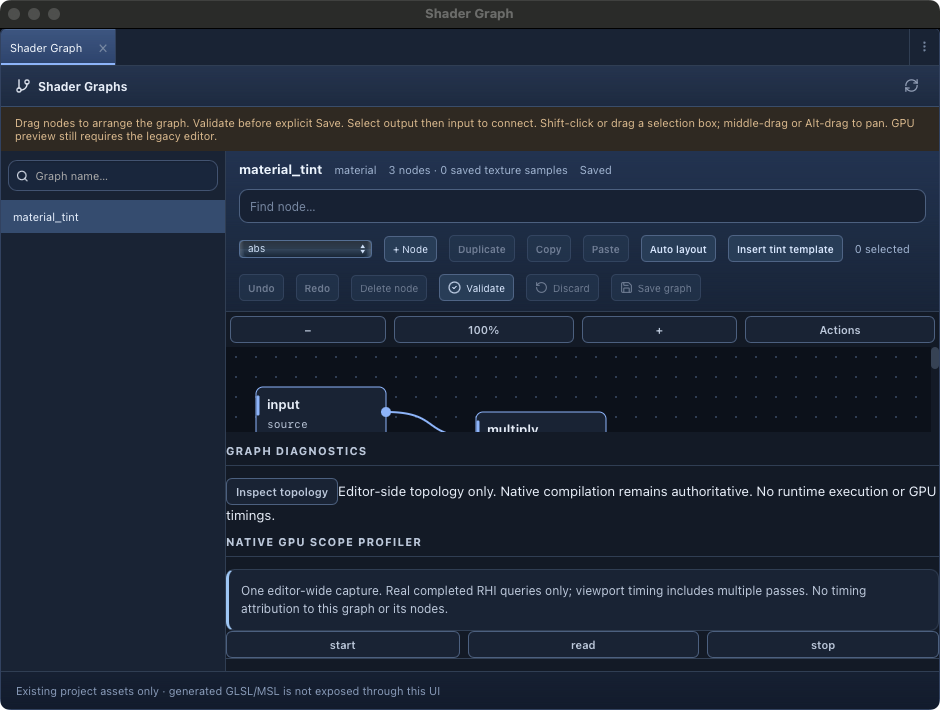 Shader Graph
Shader Graph
Shader Graphs
Drag nodes to arrange the graph. Validate before explicit Save. Select output then input to connect. Shift-click or drag a selection box; middle-drag or Alt-drag to pan. GPU
preview still requires the legacy editor.
Graph name...
material_tint
material_tint material 3 nodes · 0 saved texture samples Saved
Find node...
abs + Node Duplicate Copy Paste Auto layout Insert tint template 0 selected
Undo Redo Delete node Validate Discard Save graph
– 100% + Actions
input
source
multiply
GRAPH DIAGNOSTICS
Inspect topology Editor-side topology only. Native compilation remains authoritative. No runtime execution or GPU
timings.
NATIVE GPU SCOPE PROFILER
One editor-wide capture. Real completed RHI queries only; viewport timing includes multiple passes. No timing
attribution to this graph or its nodes.
start read stop
Existing project assets only · generated GLSL/MSL is not exposed through this UI